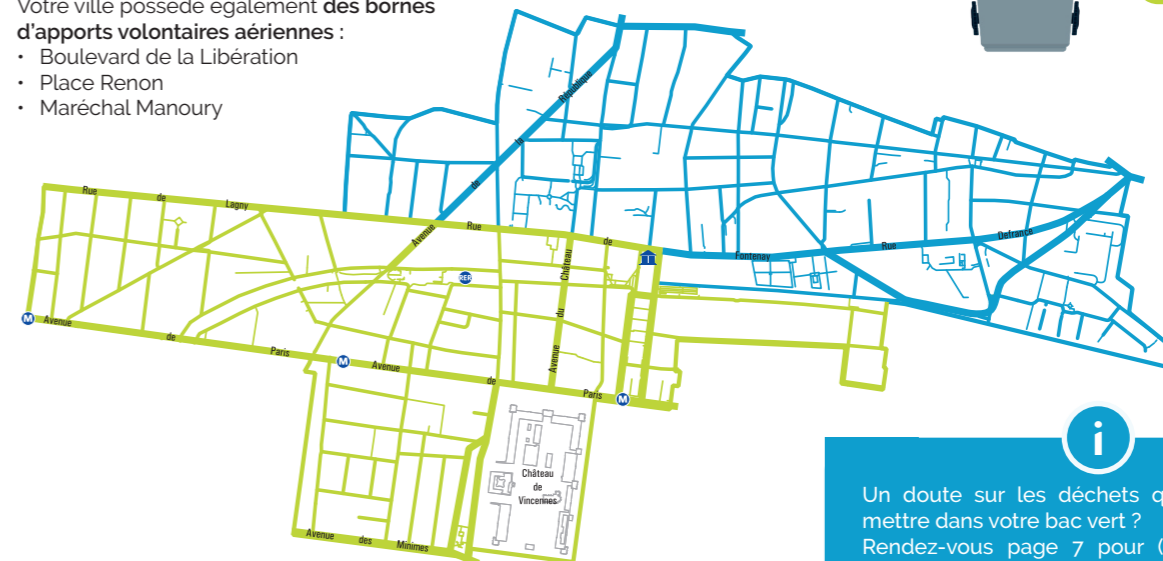 Votre ville possède également des bornes
d'apports volontaires aériennes :
• Boulevard de la Libération
• Place Renon
• Maréchal Manoury
Avenue de la République
Rue de Lagny
Rue de Fontenay
Rue Defrance
Avenue du Château
RER
M
Avenue de Paris
M
Avenue de Paris
M
Château
de
Vincennes
Avenue des Minimes
i
Un doute sur les déchets
mettre dans votre bac vert ?
Rendez-vous page 7 pour